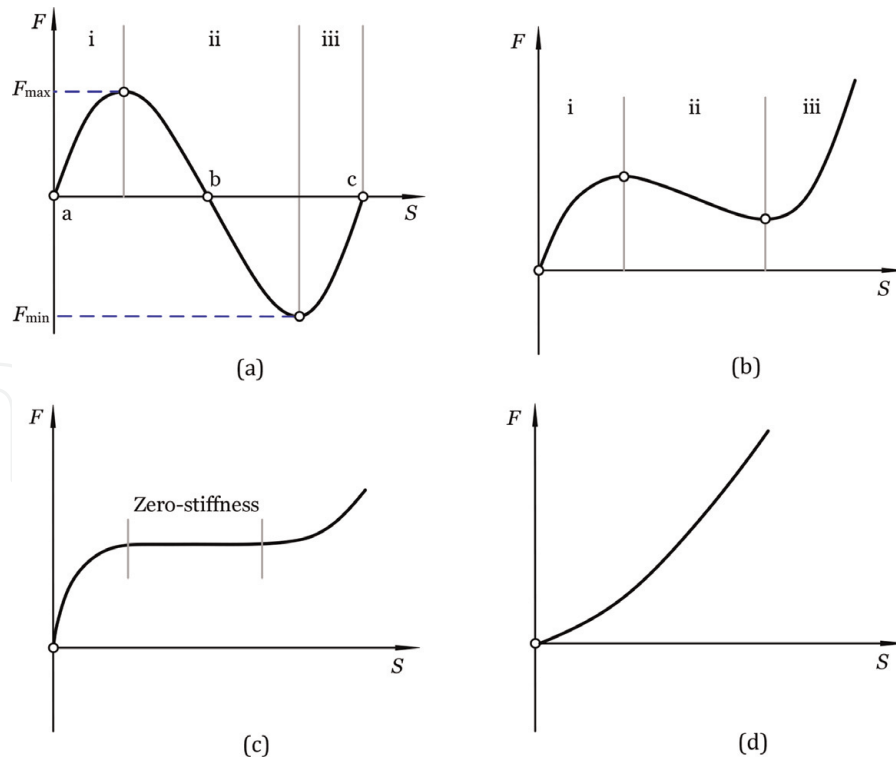 F
i
ii
iii
Fmax
b
c
a
S
Fmin
(a)
F
i
ii
iii
S
(b)
F
Zero-stiffness
S
(c)
F
S
(d)